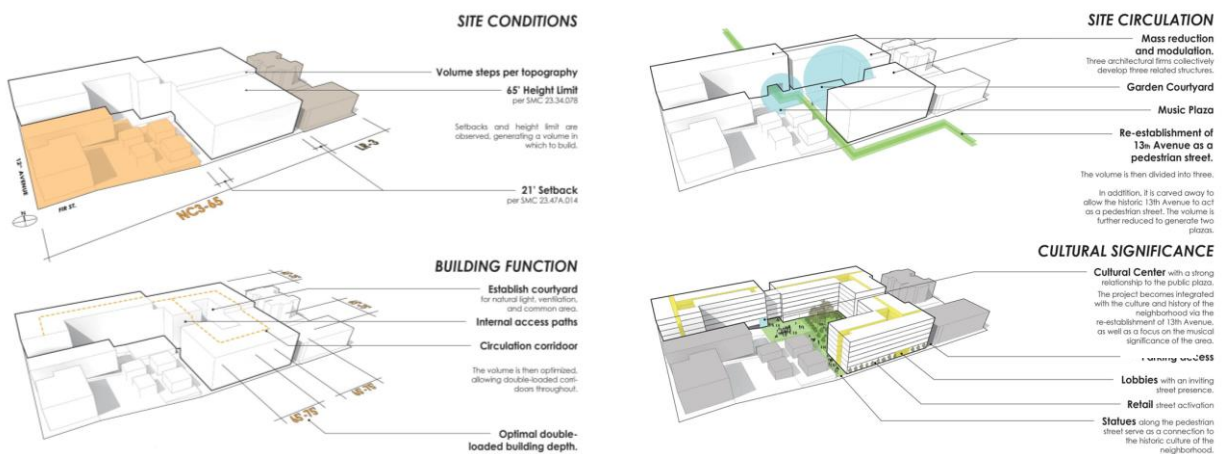 SITE CONDITIONS
Volume steps per topography
65' Height Limit
per SMC 23.34.078
Setbacks and height limit are
observed, generating a volume in
which to build.
21' Setback
per SMC 23.47A.014
LR-3
NC3-65
13th AVENUE
FIR ST.
BUILDING FUNCTION
Establish courtyard
for natural light, ventilation,
and common area.
Internal access paths
Circulation corridoor
The volume is then optimized,
allowing double-loaded corri-
doors throughout.
65'-75'
65'-75'
Optimal double-
loaded building depth.
SITE CIRCULATION
Mass reduction
and modulation.
Three architectural firms collectively
develop three related structures.
Garden Courtyard
Music Plaza
Re-establishment of
13th Avenue as a
pedestrian street.
The volume is then divided into three.
In addtition, it is carved away to
allow the historic 13th Avenue to act
as a pedestrian street. The volume is
further reduced to generate two
plazas.
CULTURAL SIGNIFICANCE
Cultural Center with a strong
relationship to the public plaza.
The project becomes integrated
with the culture and history of the
neighborhood via the
re-establishment of 13th Avenue,
as well as a focus on the musical
significance of the area.
Parking access
Lobbies with an inviting
street presence.
Retail street activation
Statues along the pedestrian
street serve as a connection to
the historic culture of the
neighborhood.